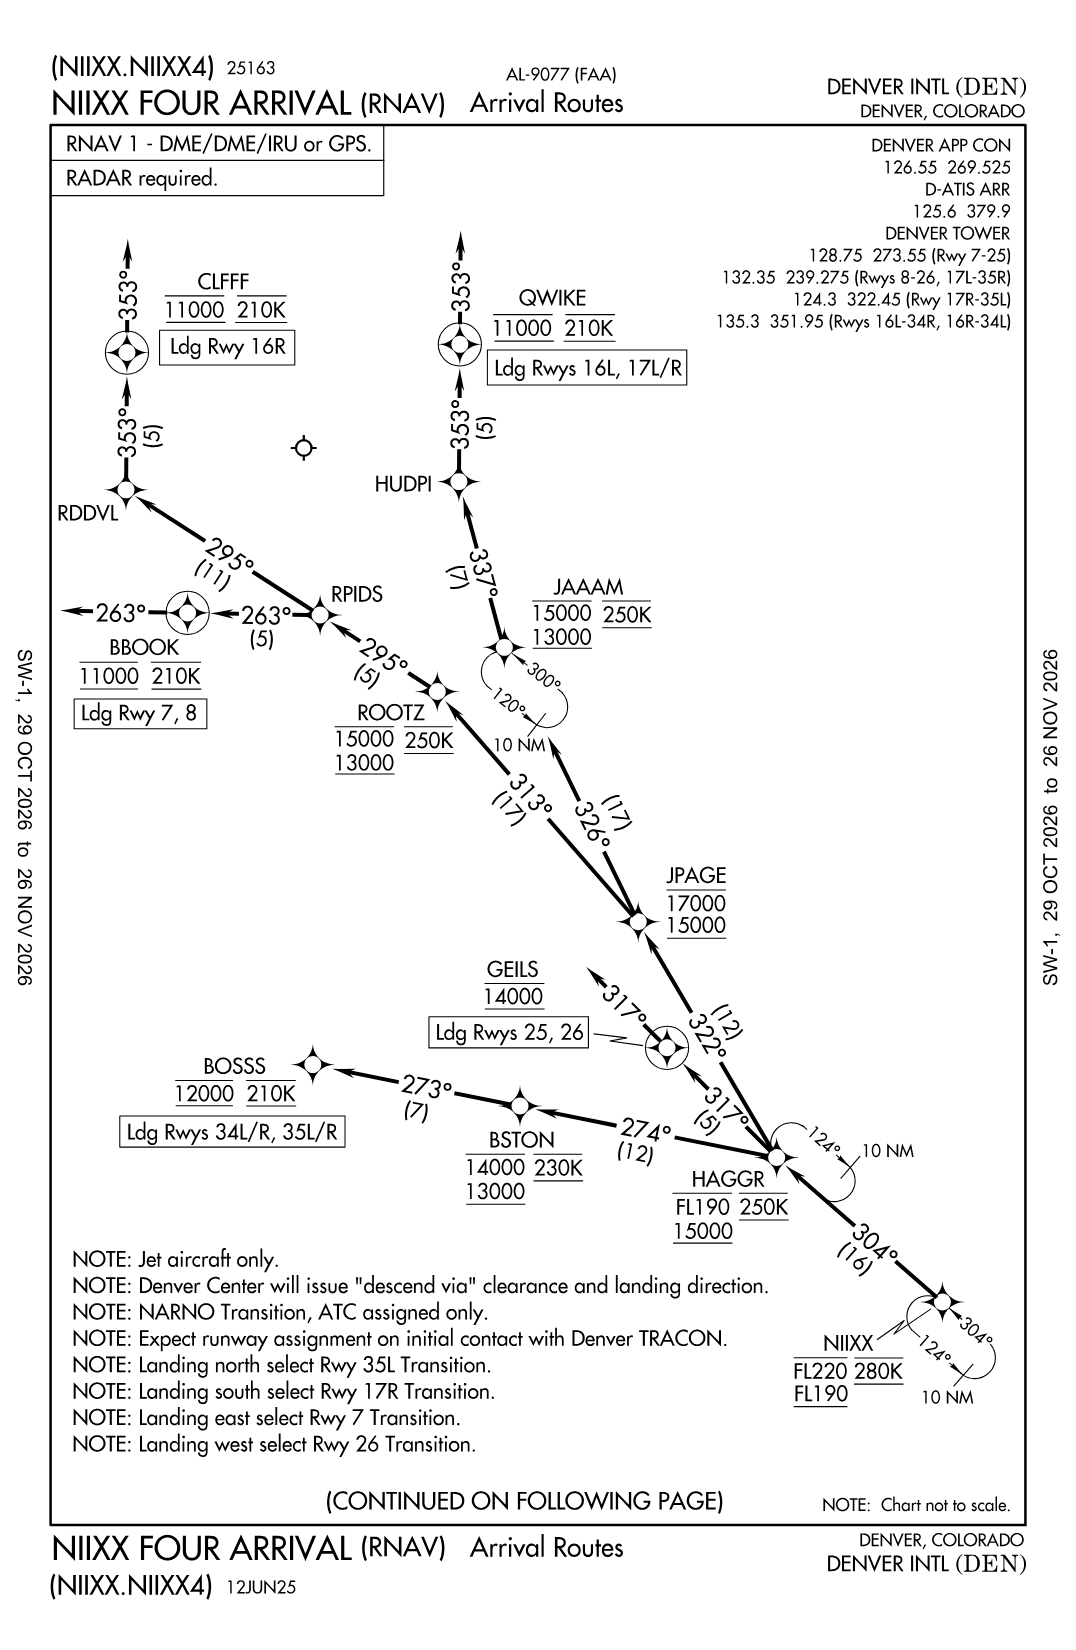 (NIIXX.NIIXX4) 25163
AL-9077 (FAA)
NIIXX FOUR ARRIVAL (RNAV) Arrival Routes
DENVER INTL (DEN)
DENVER, COLORADO
RNAV 1 - DME/DME/IRU or GPS.
RADAR required.
DENVER APP CON
126.55 269.525
D-ATIS ARR
125.6 379.9
DENVER TOWER
128.75 273.55 (Rwy 7-25)
132.35 239.275 (Rwys 8-26, 17L-35R)
124.3 322.45 (Rwy 17R-35L)
135.3 351.95 (Rwys 16L-34R, 16R-34L)
353°
CLFFF
11000 210K
Ldg Rwy 16R
353°
(5)
RDDVL
353°
QWIKE
11000 210K
Ldg Rwys 16L, 17L/R
353°
(5)
HUDPI
295°
(11)
337°
(7)
RPIDS
263°
263°
(5)
BBOOK
11000 210K
Ldg Rwy 7, 8
295°
(5)
JAAAM
15000 250K
13000
300°
120°
10 NM
ROOTZ
15000 250K
13000
313°
(17)
326°
(17)
JPAGE
17000
15000
GEILS
14000
Ldg Rwys 25, 26
317°
322°
(12)
317°
(5)
BOSSS
12000 210K
Ldg Rwys 34L/R, 35L/R
273°
(7)
BSTON
14000 230K
13000
274°
(12)
124°
10 NM
HAGGR
FL190 250K
15000
304°
(16)
NIIXX
FL220 280K
FL190
304°
124°
10 NM
NOTE: Jet aircraft only.
NOTE: Denver Center will issue "descend via" clearance and landing direction.
NOTE: NARNO Transition, ATC assigned only.
NOTE: Expect runway assignment on initial contact with Denver TRACON.
NOTE: Landing north select Rwy 35L Transition.
NOTE: Landing south select Rwy 17R Transition.
NOTE: Landing east select Rwy 7 Transition.
NOTE: Landing west select Rwy 26 Transition.
(CONTINUED ON FOLLOWING PAGE)
NOTE: Chart not to scale.
SW-1, 29 OCT 2026 to 26 NOV 2026
SW-1, 29 OCT 2026 to 26 NOV 2026
NIIXX FOUR ARRIVAL (RNAV) Arrival Routes
(NIIXX.NIIXX4) 12JUN25
DENVER, COLORADO
DENVER INTL (DEN)